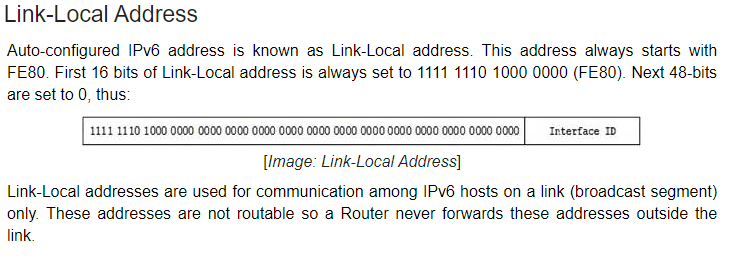 Link-Local Address
Auto-configured IPv6 address is known as Link-Local address. This address always starts with
FE80. First 16 bits of Link-Local address is always set to 1111 1110 1000 0000 (FE80). Next 48-bits
are set to 0, thus:
1111 1110 1000 0000 0000 0000 0000 0000 0000 0000 0000 0000 0000 0000 0000 0000 Interface ID
[Image: Link-Local Address]
Link-Local addresses are used for communication among IPv6 hosts on a link (broadcast segment)
only. These addresses are not routable so a Router never forwards these addresses outside the
link.